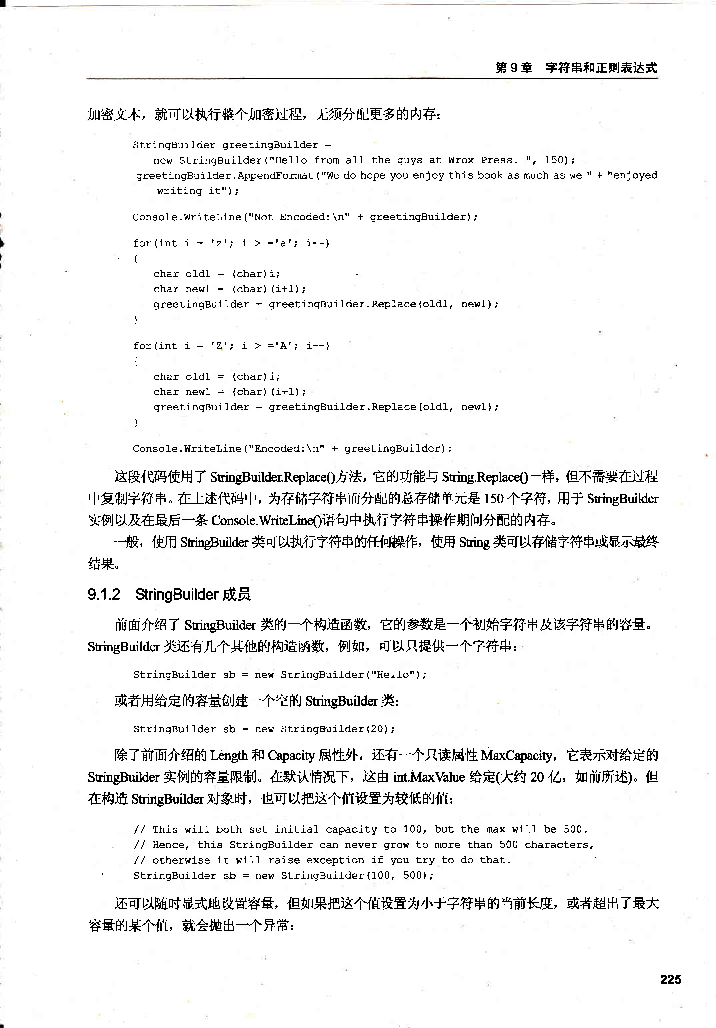 第9章 字符串和正则表达式
加密文本，就可以执行整个加密过程，无须分配更多的内存：
StringBuilder greetingBuilder =
new StringBuilder("Hello from all the guys at Wrox Press. ", 150);
greetingBuilder.AppendFormat("We do hope you enjoy this book as much as we " + "enjoyed
writing it");
Console.WriteLine("Not Encoded:\n" + greetingBuilder);
for(int i = 'z'; i > ='a'; i--)
{
char old1 = (char)i;
char new1 = (char)(i+1);
greetingBuilder = greetingBuilder.Replace(old1, new1);
}
for(int i = 'Z'; i > ='A'; i--)
{
char old1 = (char)i;
char new1 = (char)(i+1);
greetingBuilder = greetingBuilder.Replace(old1, new1);
}
Console.WriteLine("Encoded:\n" + greetingBuilder);
这段代码使用了 StringBuilder.Replace()方法，它的功能与 String.Replace()一样，但不需要在过程
中复制字符串。在上述代码中，为存储字符串而分配的总存储单元是 150 个字符，用于 StringBuilder
实例以及在最后一条 Console.WriteLine()语句中执行字符串操作期间分配的内存。
一般，使用 StringBuilder 类可以执行字符串的任何操作，使用 String 类可以存储字符串或显示最终
结果。
9.1.2 StringBuilder 成员
前面介绍了 StringBuilder 类的一个构造函数，它的参数是一个初始字符串及该字符串的容量。
StringBuilder 类还有几个其他的构造函数，例如，可以只提供一个字符串：
StringBuilder sb = new StringBuilder("Hello");
或者用给定的容量创建一个空的 StringBuilder 类：
StringBuilder sb = new StringBuilder(20);
除了前面介绍的 Length 和 Capacity 属性外，还有一个只读属性 MaxCapacity，它表示对给定的
StringBuilder 实例的容量限制。在默认情况下，这由 int.MaxValue 给定(大约 20 亿，如前所述)。但
在构造 StringBuilder 对象时，也可以把这个值设置为较低的值：
// This will both set initial capacity to 100, but the max will be 500.
// Hence, this StringBuilder can never grow to more than 500 characters,
// otherwise it will raise exception if you try to do that.
StringBuilder sb = new StringBuilder(100, 500);
还可以随时显式地设置容量，但如果把这个值设置为小于字符串的当前长度，或者超出了最大
容量的某个值，就会抛出一个异常：
225